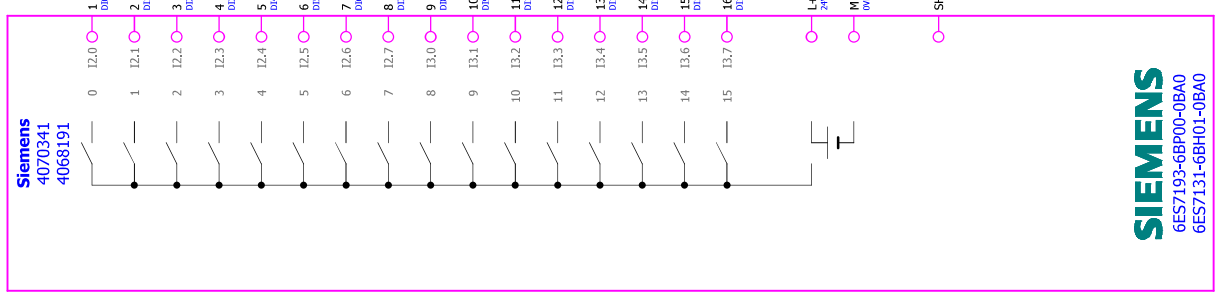 1
2
3
4
5
6
7
8
9
10
11
12
13
14
15
16
L+
M
0V
I2.0
I2.1
I2.2
I2.3
I2.4
I2.5
I2.6
I2.7
I3.0
I3.1
I3.2
I3.3
I3.4
I3.5
I3.6
I3.7
0
1
2
3
4
5
6
7
8
9
10
11
12
13
14
15
Siemens
4070341
4068191
SIEMENS
6ES7193-6BP00-0BA0
6ES7131-6BH01-0BA0